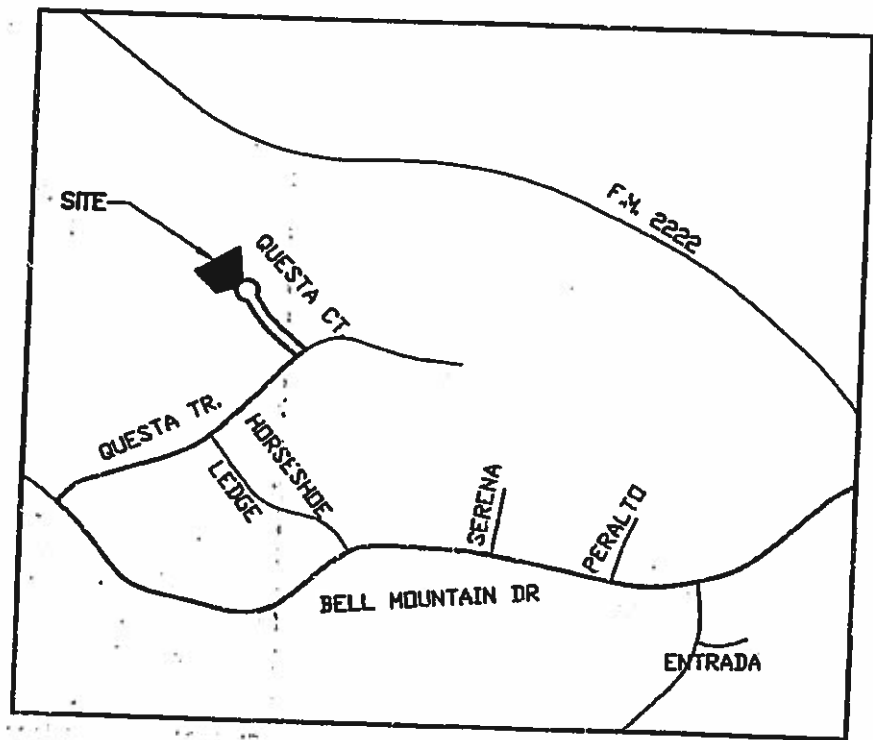 F.M. 2222
SITE
QUESTA CT.
QUESTA TR.
HORSESHOE
LEDGE
SERENA
PERALTO
BELL MOUNTAIN DR
ENTRADA